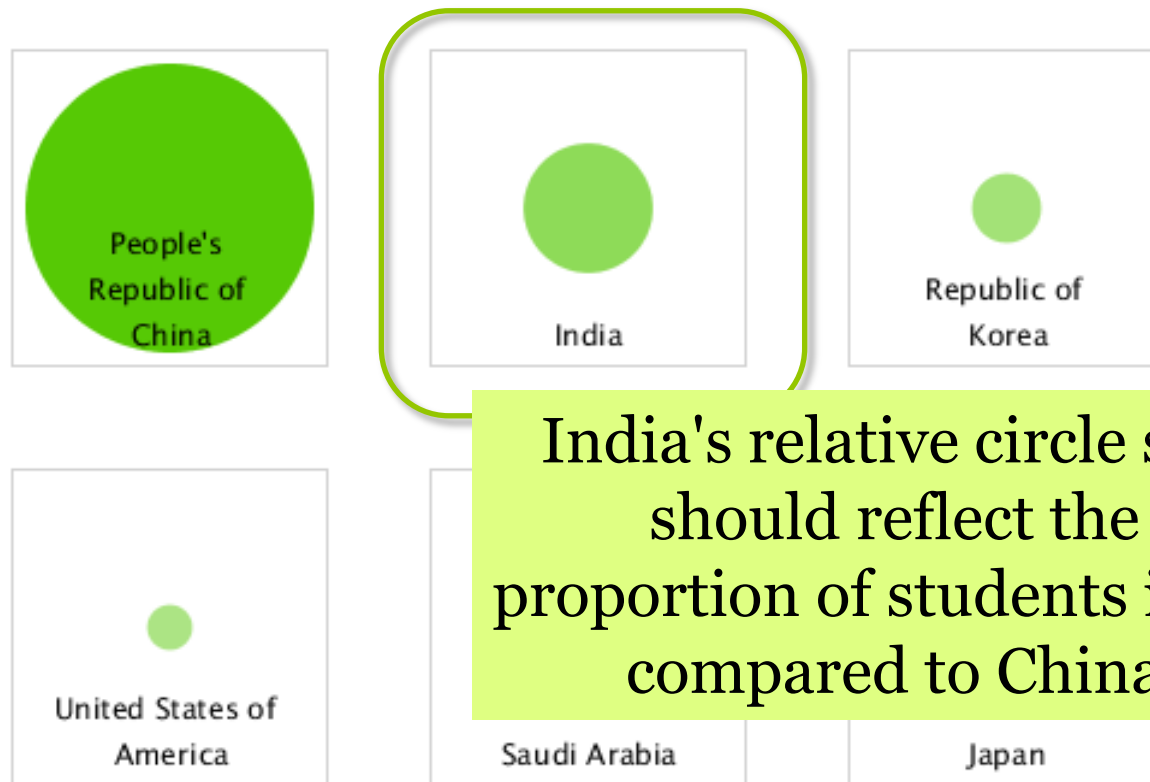 People's
Republic of
China
India
Republic of
Korea
India's relative circle
should reflect the
proportion of students
compared to China
United States of
America
Saudi Arabia
Japan